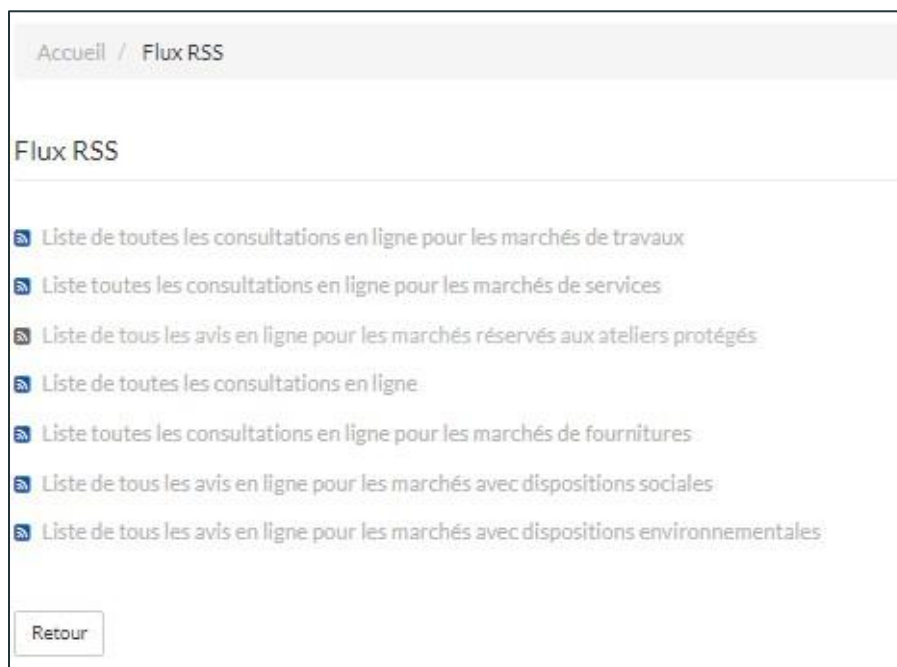 Accueil / Flux RSS
Flux RSS
Liste de toutes les consultations en ligne pour les marchés de travaux
Liste toutes les consultations en ligne pour les marchés de services
Liste de tous les avis en ligne pour les marchés réservés aux ateliers protégés
Liste de toutes les consultations en ligne
Liste toutes les consultations en ligne pour les marchés de fournitures
Liste de tous les avis en ligne pour les marchés avec dispositions sociales
Liste de tous les avis en ligne pour les marchés avec dispositions environnementales
Retour